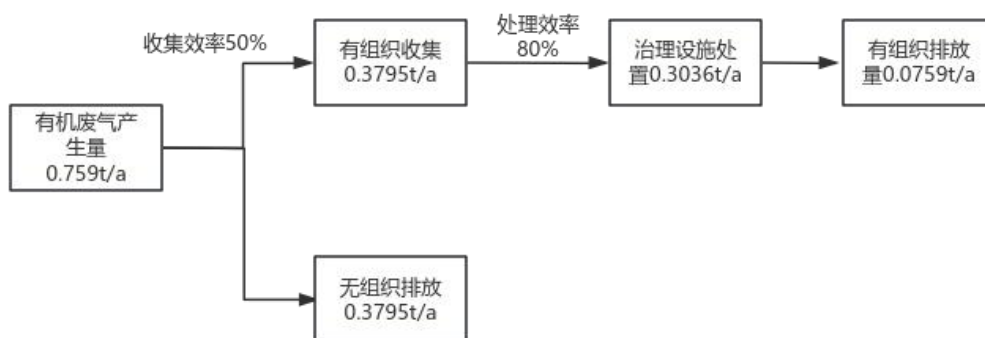 收集效率50%
有组织收集
0.3795t/a
处理效率
80%
治理设施处
置0.3036t/a
有组织排放
量0.0759t/a
有机废气产
生量
0.759t/a
无组织排放
0.3795t/a